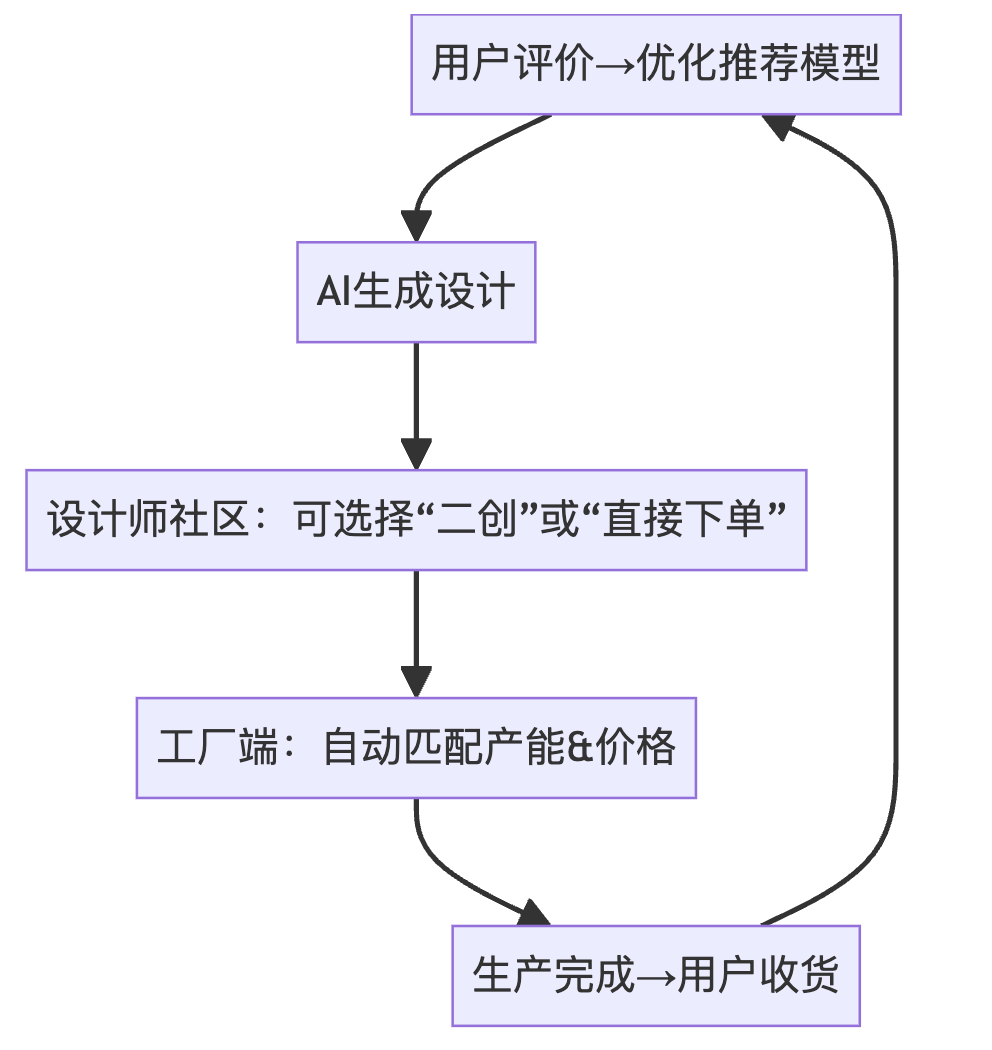 用户评价→优化推荐模型
AI生成设计
设计师社区：可选择“二创”或“直接下单”
工厂端：自动匹配产能&价格
生产完成→用户收货